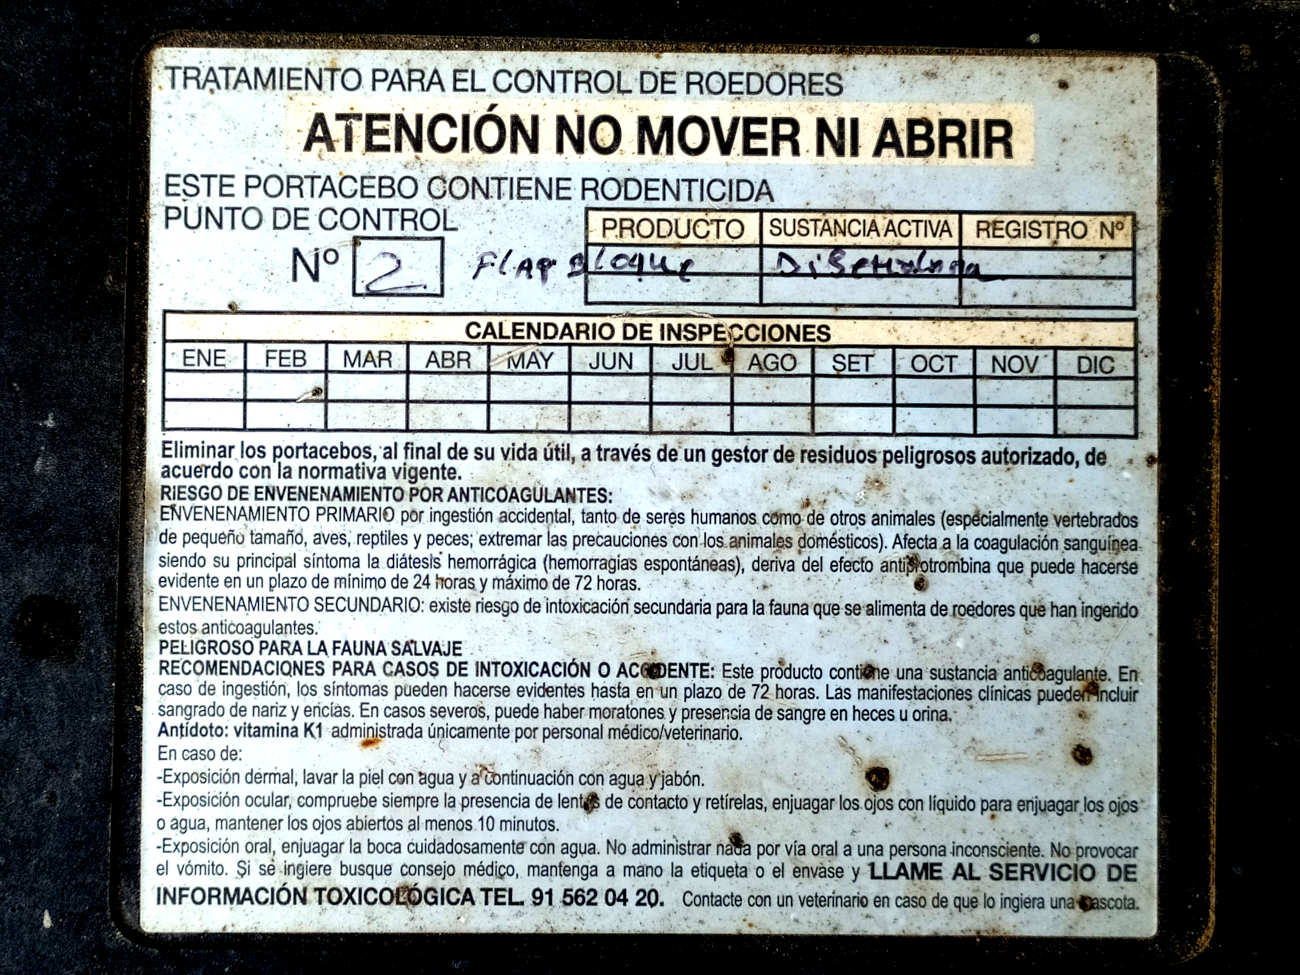 TRATAMIENTO PARA EL CONTROL DE ROEDORES
ATENCIÓN NO MOVER NI ABRIR
ESTE PORTACEBO CONTIENE RODENTICIDA
PUNTO DE CONTROL
Nº 2
PRODUCTO SUSTANCIA ACTIVA REGISTRO Nº
Bloque
CALENDARIO DE INSPECCIONES
ENE FEB MAR ABR MAY JUN JUL AGO SET OCT NOV DIC
Eliminar los portacebos, al final de su vida útil, a través de un gestor de residuos peligrosos autorizado, de
acuerdo con la normativa vigente.
RIESGO DE ENVENENAMIENTO POR ANTICOAGULANTES:
ENVENENAMIENTO PRIMARIO por ingestión accidental, tanto de seres humanos como de otros animales (especialmente vertebrados
de pequeño tamaño, aves, reptiles y peces; extremar las precauciones con los animales domésticos). Afecta a la coagulación sanguínea
siendo su principal síntoma la diátesis hemorrágica (hemorragias espontáneas), deriva del efecto antiprotrombina que puede hacerse
evidente en un plazo de mínimo de 24 horas y máximo de 72 horas.
ENVENENAMIENTO SECUNDARIO: existe riesgo de intoxicación secundaria para la fauna que se alimenta de roedores que han ingerido
estos anticoagulantes.
PELIGROSO PARA LA FAUNA SALVAJE
RECOMENDACIONES PARA CASOS DE INTOXICACIÓN O ACCIDENTE: Este producto contiene una sustancia anticoagulante. En
caso de ingestión, los síntomas pueden hacerse evidentes hasta en un plazo de 72 horas. Las manifestaciones clínicas pueden incluir
sangrado de nariz y encías. En casos severos, puede haber moratones y presencia de sangre en heces u orina.
Antídoto: vitamina K1 administrada únicamente por personal médico/veterinario.
En caso de:
-Exposición dermal, lavar la piel con agua y a continuación con agua y jabón.
-Exposición ocular, compruebe siempre la presencia de lentes de contacto y retírelas, enjuagar los ojos con líquido para enjuagar los ojos
o agua, mantener los ojos abiertos al menos 10 minutos.
-Exposición oral, enjuagar la boca cuidadosamente con agua. No administrar nada por vía oral a una persona inconsciente. No provocar
el vómito. Si se ingiere busque consejo médico, mantenga a mano la etiqueta o el envase y LLAME AL SERVICIO DE
INFORMACIÓN TOXICOLÓGICA TEL. 91 562 04 20. Contacte con un veterinario en caso de que lo ingiera una mascota.